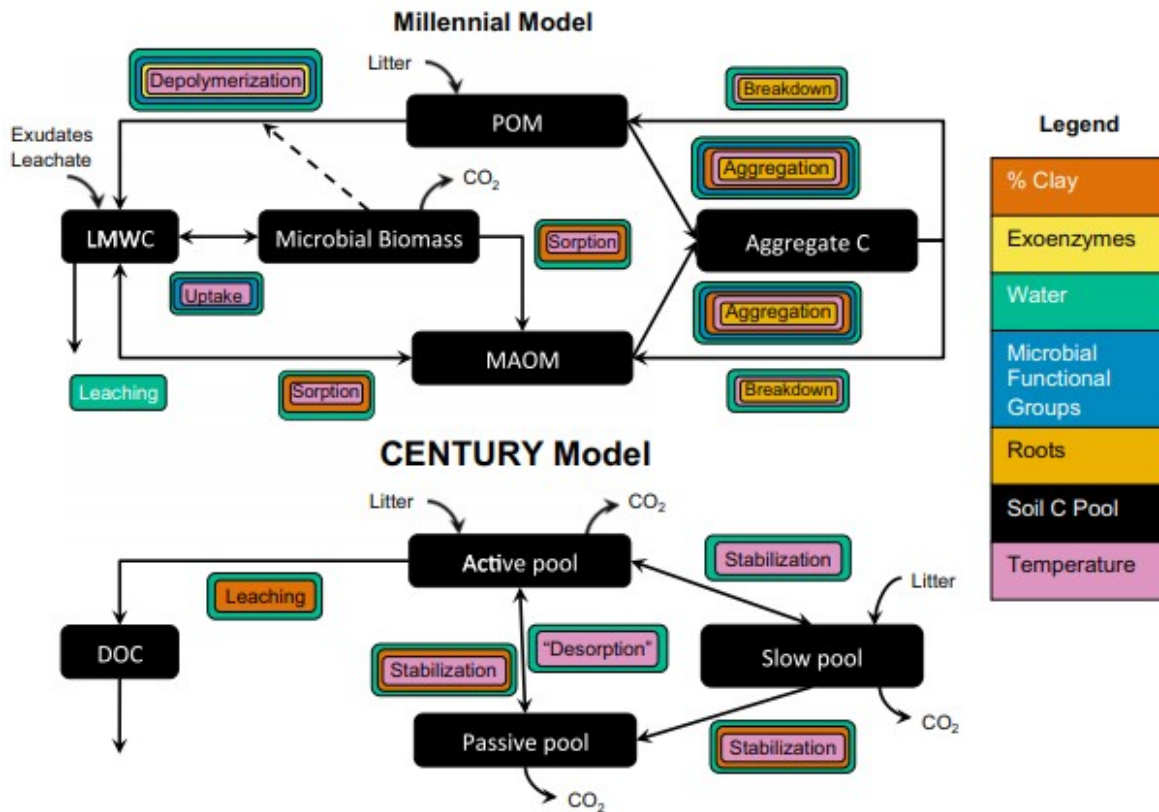 Millennial Model
Depolymerization
Litter
Breakdown
POM
Legend
Exudates
Leachate
Aggregation
% Clay
CO₂
LMWC
Microbial Biomass
Sorption
Aggregate C
Exoenzymes
Uptake
Water
Aggregation
MAOM
Microbial
Functional
Groups
Leaching
Sorption
Breakdown
Roots
CENTURY Model
Litter
CO₂
Soil C Pool
Active pool
Stabilization
Temperature
Leaching
Litter
DOC
"Desorption"
Slow pool
Stabilization
CO₂
Passive pool
Stabilization
CO₂